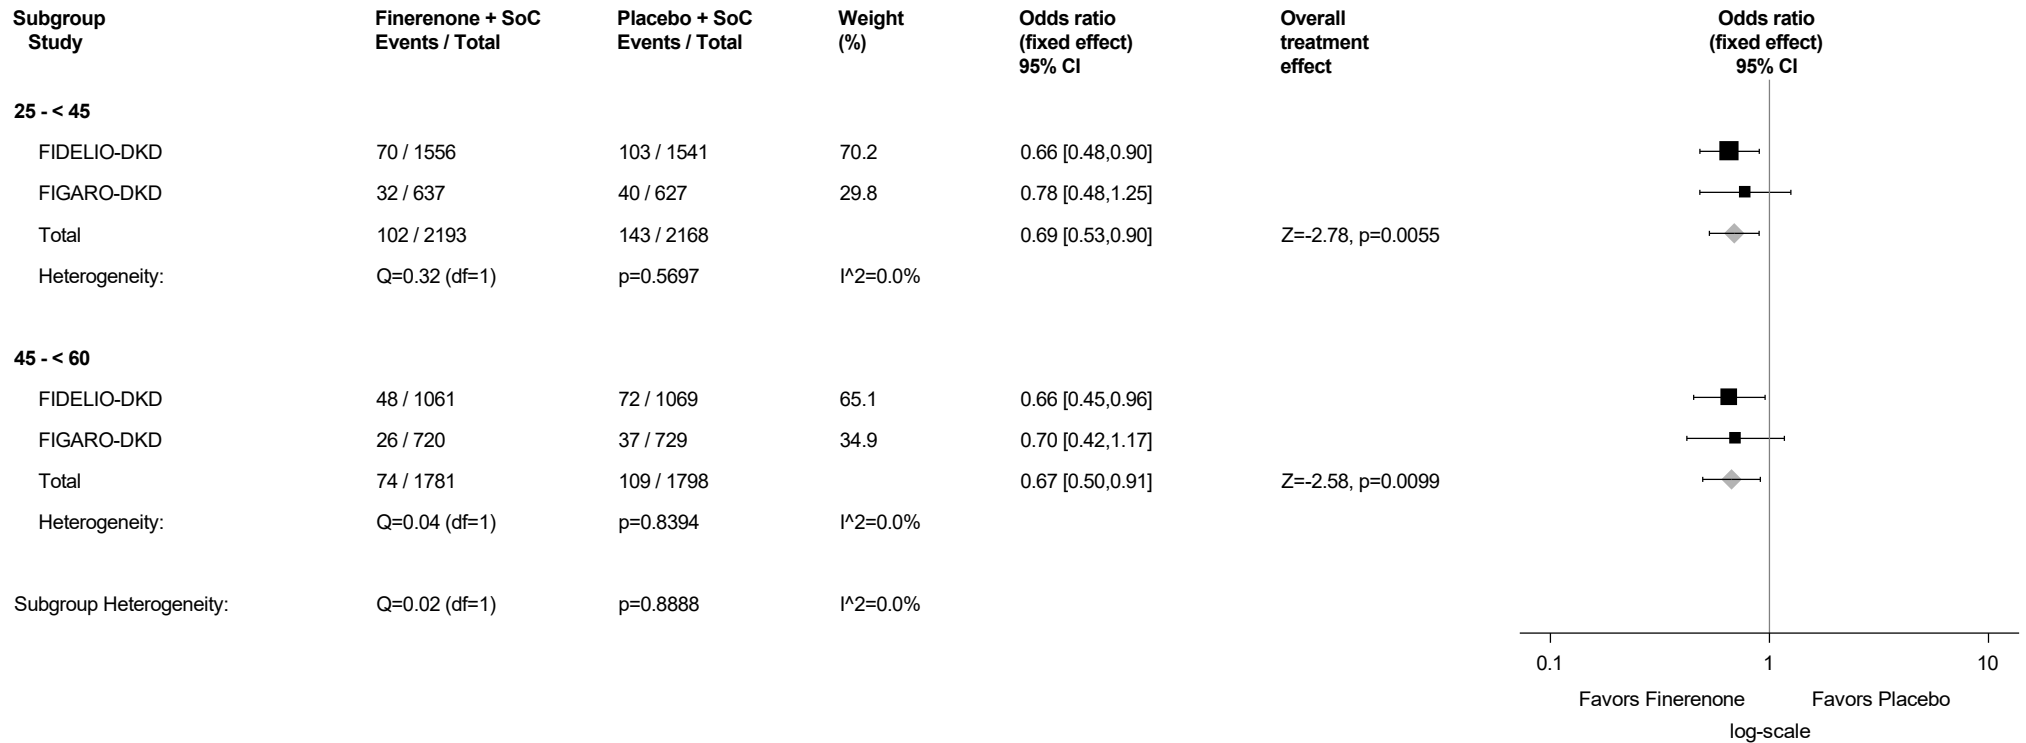 Subgroup Finerenone + SoC Placebo + SoC Weight Odds ratio Overall Odds ratio
Study Events / Total Events / Total (%) (fixed effect) treatment (fixed effect)
95% CI effect 95% CI
25 - < 45
FIDELIO-DKD 70 / 1556 103 / 1541 70.2 0.66 [0.48,0.90]
FIGARO-DKD 32 / 637 40 / 627 29.8 0.78 [0.48,1.25]
Total 102 / 2193 143 / 2168 0.69 [0.53,0.90] Z=-2.78, p=0.0055
Heterogeneity: Q=0.32 (df=1) p=0.5697 I^2=0.0%
45 - < 60
FIDELIO-DKD 48 / 1061 72 / 1069 65.1 0.66 [0.45,0.96]
FIGARO-DKD 26 / 720 37 / 729 34.9 0.70 [0.42,1.17]
Total 74 / 1781 109 / 1798 0.67 [0.50,0.91] Z=-2.58, p=0.0099
Heterogeneity: Q=0.04 (df=1) p=0.8394 I^2=0.0%
Subgroup Heterogeneity: Q=0.02 (df=1) p=0.8888 I^2=0.0%
0.1 1 10
Favors Finerenone Favors Placebo
log-scale